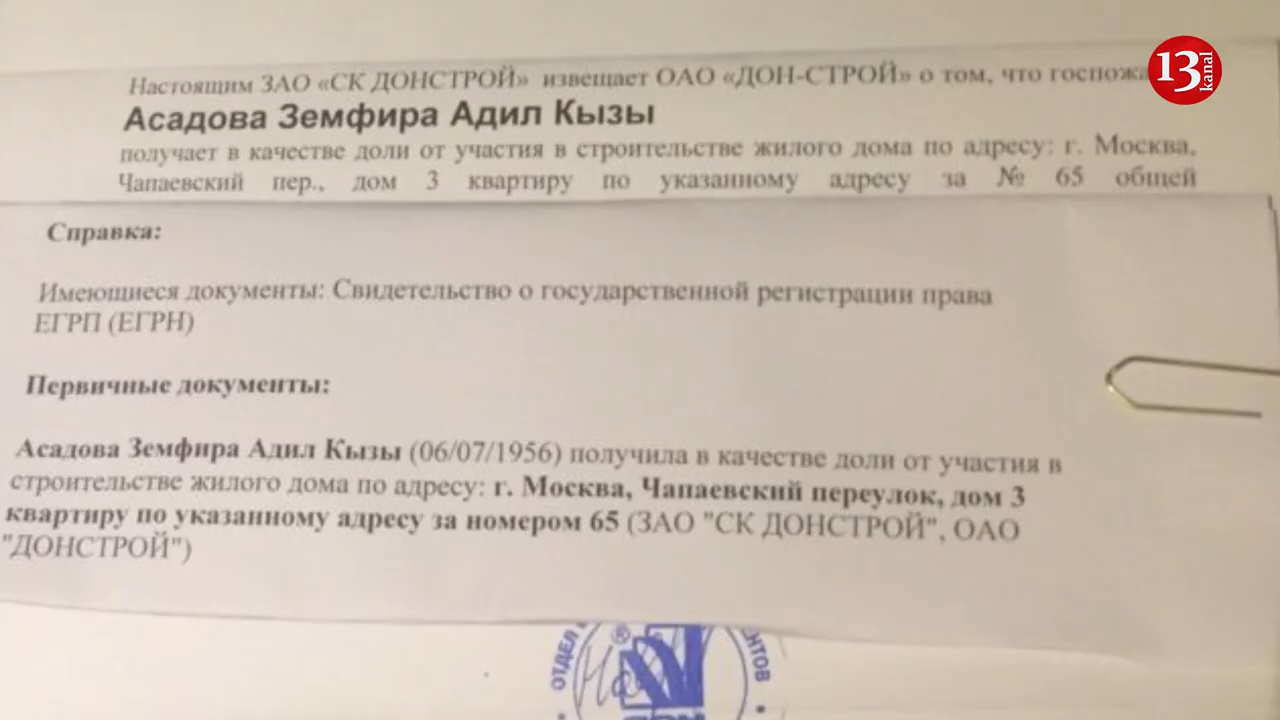 13
kanal
Настоящим ЗАО «СК ДОНСТРОЙ» извещает ОАО «ДОН-СТРОЙ» о том, что госпожа
Асадова Земфира Адил Кызы
получает в качестве доли от участия в строительстве жилого дома по адресу: г. Москва,
Чапаевский пер., дом 3 квартиру по указанному адресу за № 65 общей
Справка:
Имеющиеся документы: Свидетельство о государственной регистрации права
ЕГРП (ЕГРН)
Первичные документы:
Асадова Земфира Адил Кызы (06/07/1956) получила в качестве доли от участия в
строительстве жилого дома по адресу: г. Москва, Чапаевский переулок, дом 3
квартиру по указанному адресу за номером 65 (ЗАО "СК ДОНСТРОЙ", ОАО
"ДОНСТРОЙ")
ОТДЕЛ